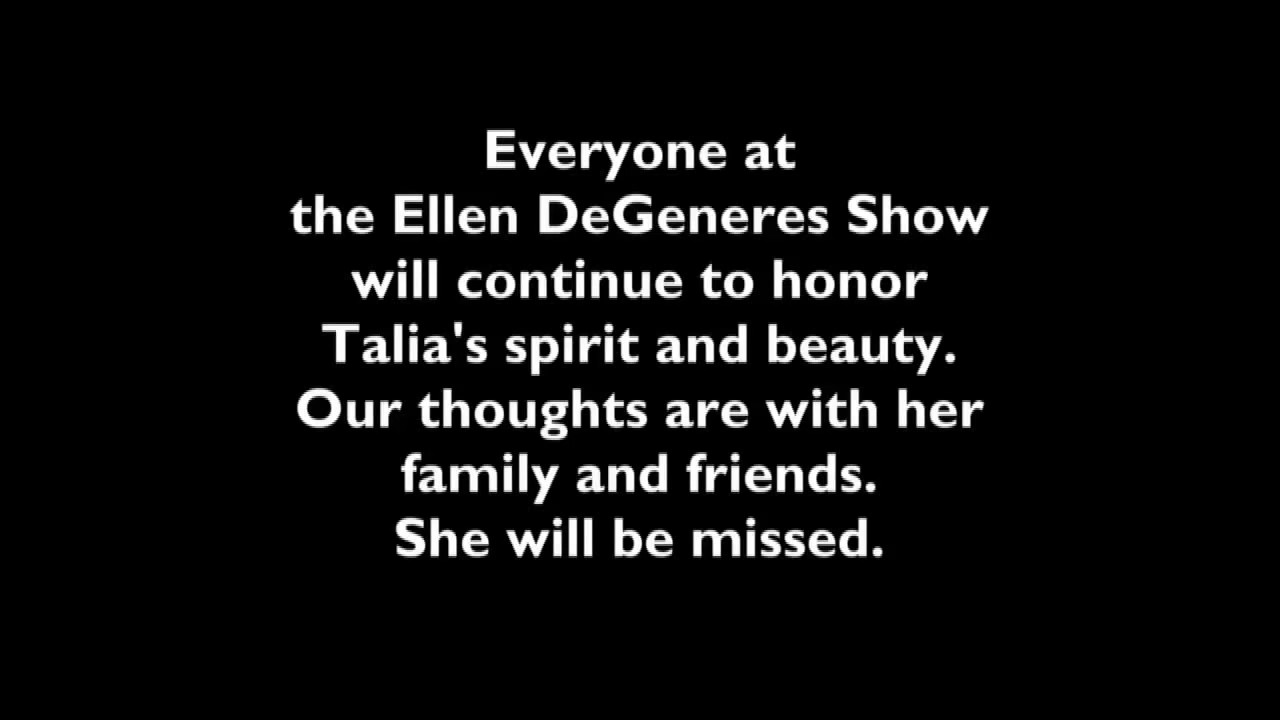 Everyone at
the Ellen DeGeneres Show
will continue to honor
Talia's spirit and beauty.
Our thoughts are with her
family and friends.
She will be missed.